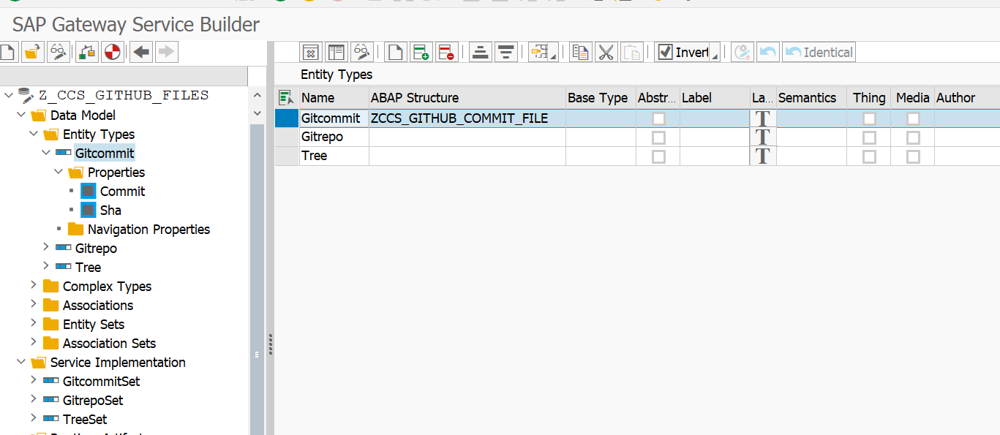 SAP Gateway Service Builder
Invert
Identical
Entity Types
Name ABAP Structure Base Type Abstr... Label La... Semantics Thing Media Author
Gitcommit ZCCS_GITHUB_COMMIT_FILE T
Gitrepo T
Tree T
Z_CCS_GITHUB_FILES
Data Model
Entity Types
Gitcommit
Properties
Commit
Sha
Navigation Properties
Gitrepo
Tree
Complex Types
Associations
Entity Sets
Association Sets
Service Implementation
GitcommitSet
GitrepoSet
TreeSet